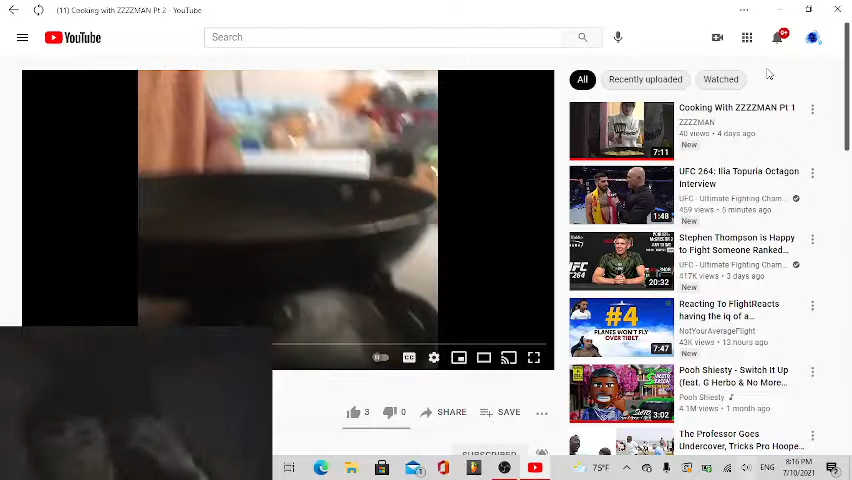 (11) Cooking with ZZZZMAN Pt 2 - YouTube
YouTube
Search
9+
All
Recently uploaded
Watched
Cooking With ZZZZMAN Pt 1
ZZZZMAN
40 views • 4 days ago
New
7:11
UFC 264: Ilia Topuria Octagon
Interview
UFC - Ultimate Fighting Cham...
459 views • 5 minutes ago
New
1:48
Stephen Thompson is Happy
to Fight Someone Ranked...
UFC - Ultimate Fighting Cham...
417K views • 3 days ago
New
20:32
Reacting To FlightReacts
having the iq of a...
NotYourAverageFlight
43K views • 13 hours ago
New
#4
PLANES WON'T FLY
OVER TIBET
7:47
Pooh Shiesty - Switch It Up
(feat. G Herbo & No More...
Pooh Shiesty
4.1M views • 1 month ago
3:02
The Professor Goes
Undercover, Tricks Pro Hoope...
CC
3
0
SHARE
SAVE
SUBSCRIBED
75°F
ENG
8:16 PM
7/10/2021